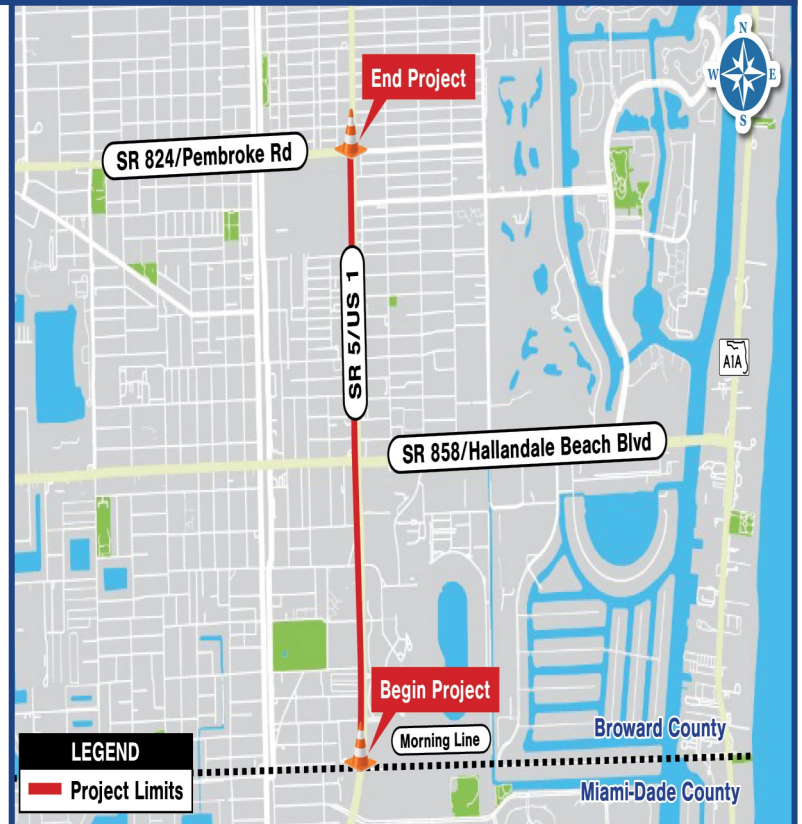 N
W E
S
End Project
SR 824/Pembroke Rd
SR 5/US 1
A1A
SR 858/Hallandale Beach Blvd
Begin Project
Morning Line
Broward County
Miami-Dade County
LEGEND
Project Limits